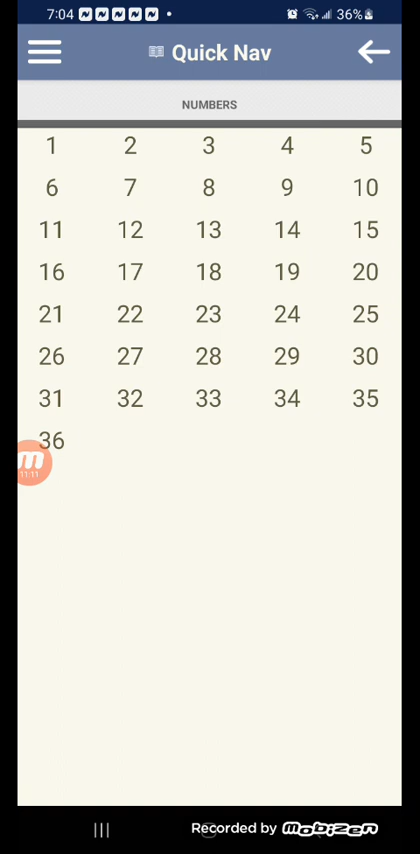 7:04 36%
Quick Nav
NUMBERS
1 2 3 4 5
6 7 8 9 10
11 12 13 14 15
16 17 18 19 20
21 22 23 24 25
26 27 28 29 30
31 32 33 34 35
36
m
11:11
Recorded by mobizen